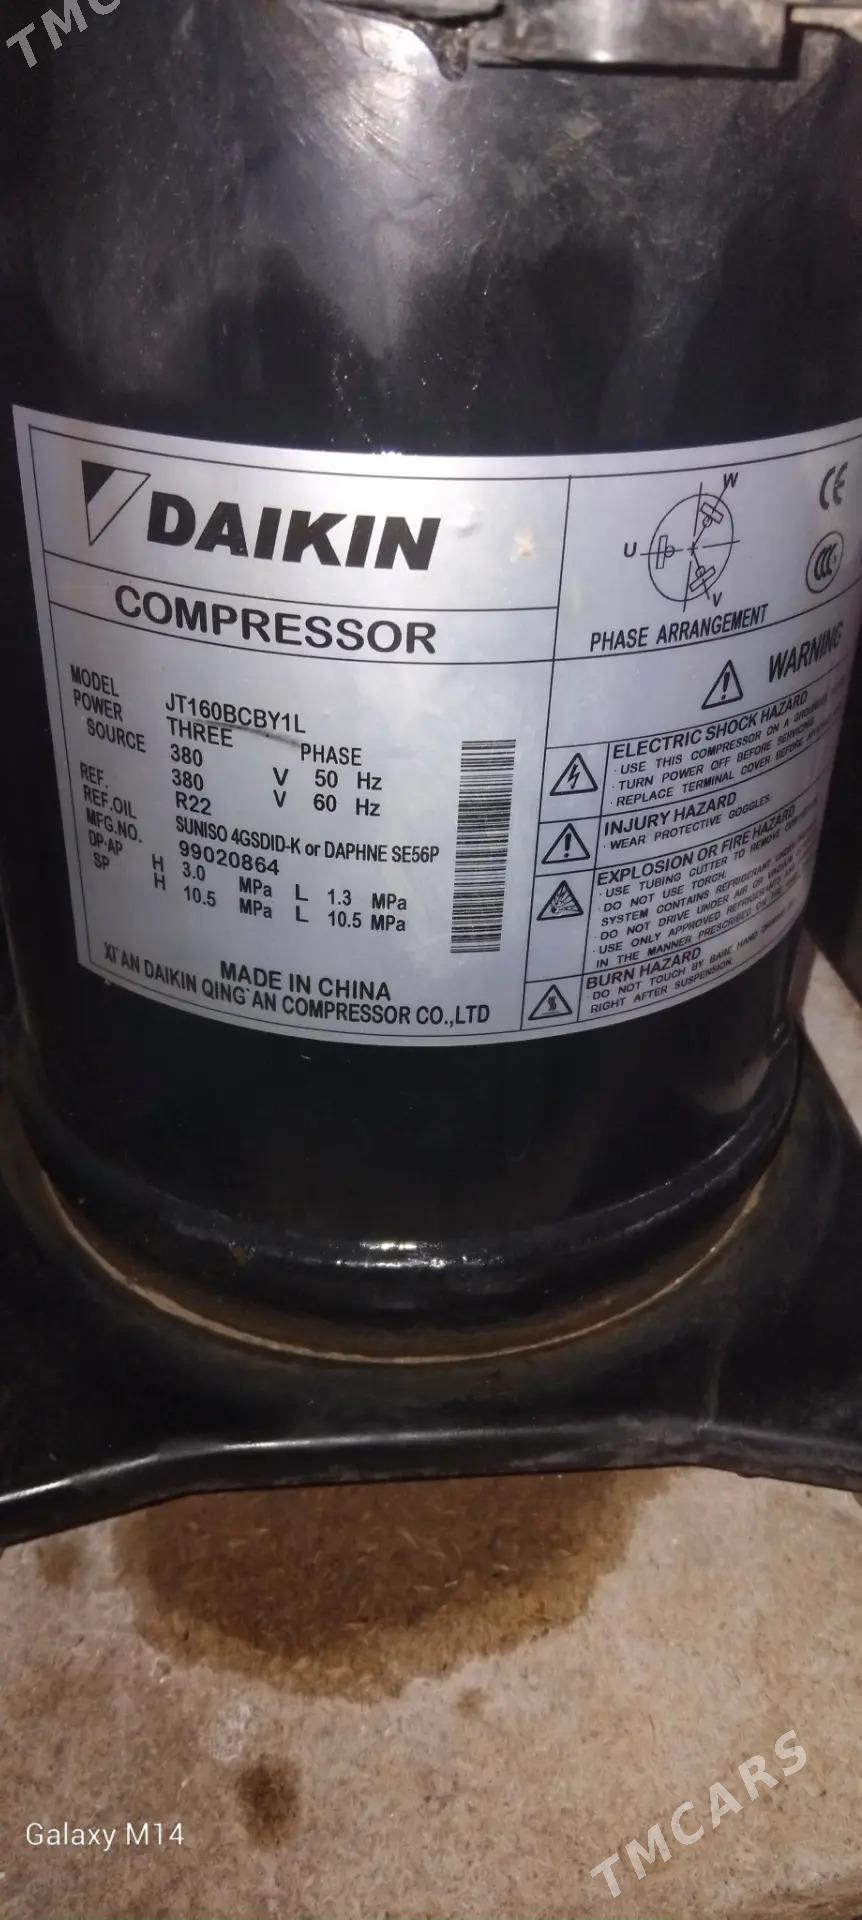 TMC
DAIKIN
COMPRESSOR
MODEL JT160BCBY1L
POWER THREE PHASE
SOURCE 380 V 50 Hz
380 V 60 Hz
REF. R22
REF.OIL SUNISO 4GSDID-K or DAPHNE SE56P
MFG.NO. 99020864
DP·AP H 3.0 MPa L 1.3 MPa
SP H 10.5 MPa L 10.5 MPa
MADE IN CHINA
XI'AN DAIKIN QING'AN COMPRESSOR CO.,LTD
W
U
V
PHASE ARRANGEMENT
CE
CCC
WARNING
ELECTRIC SHOCK HAZARD
· USE THIS COMPRESSOR ON A GROUNDED
· TURN POWER OFF BEFORE SERVICING.
· REPLACE TERMINAL COVER BEFORE
INJURY HAZARD
· WEAR PROTECTIVE GOGGLES.
EXPLOSION OR FIRE HAZARD
· USE TUBING CUTTER TO REMOVE
· DO NOT USE TORCH.
SYSTEM CONTAINS REFRIGERANT UNDER
· DO NOT DRIVE UNDER AIR OR VACUUM
· USE ONLY APPROVED REFRIGERANTS AND
IN THE MANNER PRESCRIBED
BURN HAZARD
· DO NOT TOUCH BY BARE HAND
RIGHT AFTER SUSPENSION.
Galaxy M14
TMCARS